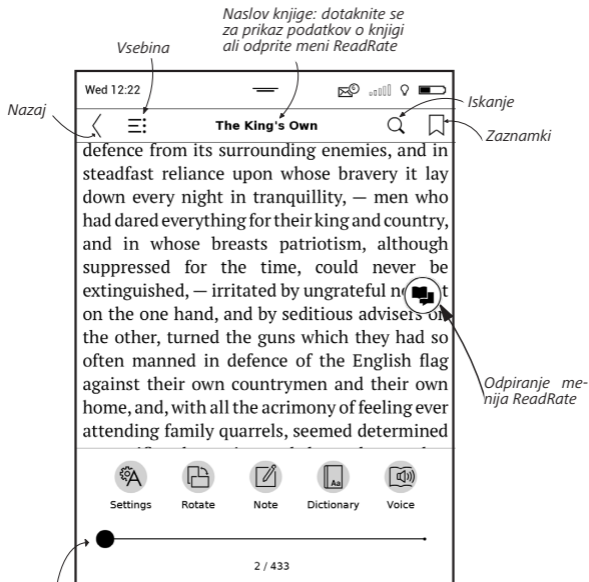 Naslov knjige: dotaknite se
za prikaz podatkov o knjigi
ali odprite meni ReadRate
Vsebina
Nazaj
Wed 12:22
Iskanje
The King's Own
Zaznamki
defence from its surrounding enemies, and in
steadfast reliance upon whose bravery it lay
down every night in tranquillity, — men who
had dared everything for their king and country,
and in whose breasts patriotism, although
suppressed for the time, could never be
extinguished, — irritated by ungrateful
on the one hand, and by seditious advisers on
the other, turned the guns which they had so
often manned in defence of the English flag
against their own countrymen and their own
home, and, with all the acrimony of feeling ever
attending family quarrels, seemed determined
Odpiranje me-
nija ReadRate
Settings Rotate Note Dictionary Voice
Aa
2 / 433